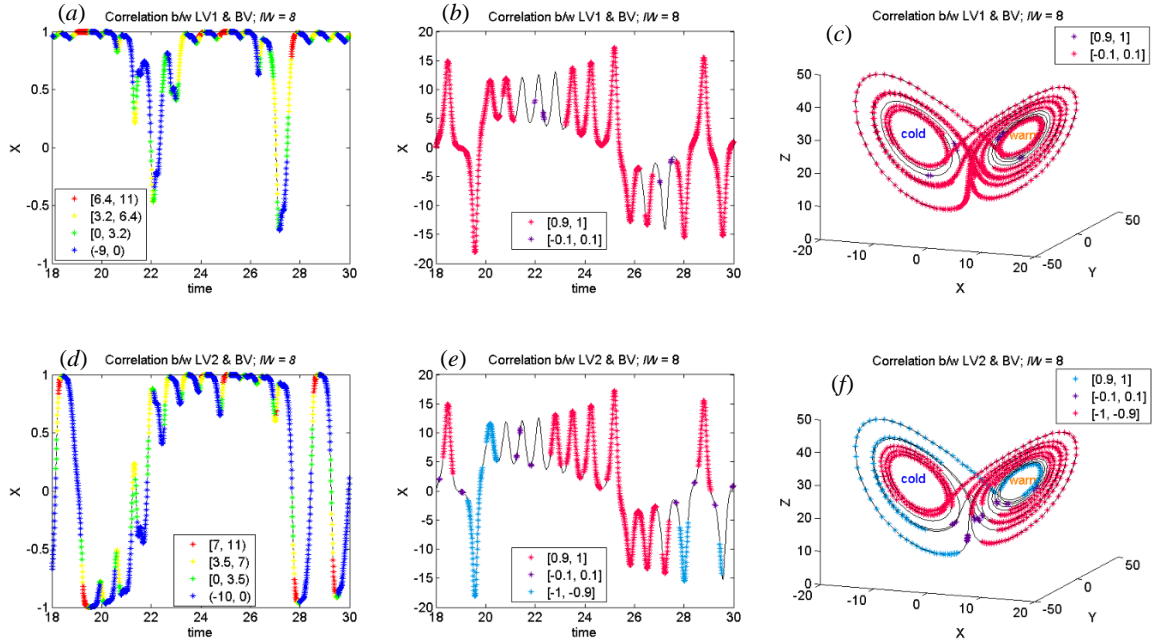 (a)
Correlation b/w LV1 & BV; IW = 8
X
1
0.5
0
-0.5
-1
[6.4, 11)
[3.2, 6.4)
[0, 3.2)
(-9, 0)
18 20 22 24 26 28 30
time
(b)
Correlation b/w LV1 & BV; IW = 8
X
20
15
10
5
0
-5
-10
-15
-20
[0.9, 1]
[-0.1, 0.1]
18 20 22 24 26 28 30
time
Correlation b/w LV1 & BV; IW = 8
(c)
[0.9, 1]
[-0.1, 0.1]
Z
50
40
30
20
10
0
cold
warm
-20 -10 0 10 20
X
-50 0 50
Y
(d)
Correlation b/w LV2 & BV; IW = 8
X
1
0.5
0
-0.5
-1
[7, 11)
[3.5, 7)
[0, 3.5)
(-10, 0)
18 20 22 24 26 28 30
time
(e)
Correlation b/w LV2 & BV; IW = 8
X
20
15
10
5
0
-5
-10
-15
-20
[0.9, 1]
[-0.1, 0.1]
[-1, -0.9]
18 20 22 24 26 28 30
time
Correlation b/w LV2 & BV; IW = 8
(f)
[0.9, 1]
[-0.1, 0.1]
[-1, -0.9]
Z
50
40
30
20
10
0
cold
warm
-20 -10 0 10 20
X
-50 0 50
Y